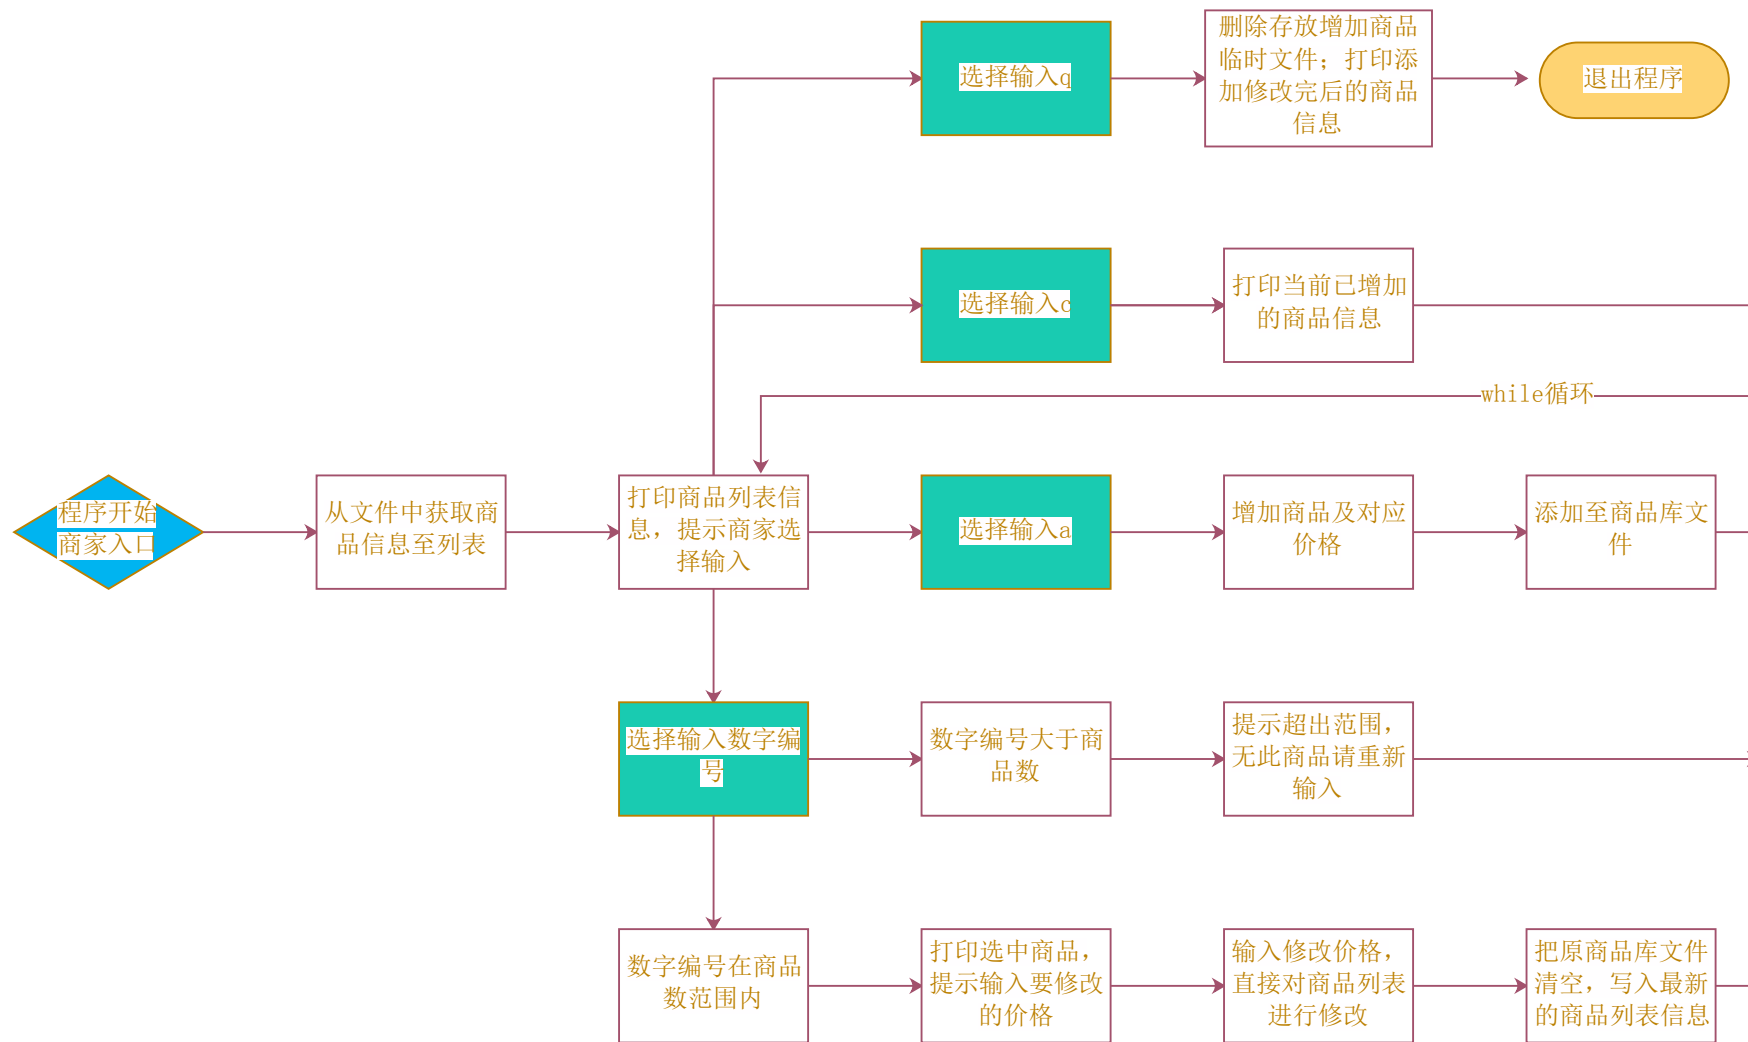 选择输入q
删除存放增加商品
临时文件；打印添
加修改完后的商品
信息
退出程序
选择输入c
打印当前已增加
的商品信息
while循环
程序开始
商家入口
从文件中获取商
品信息至列表
打印商品列表信
息，提示商家选
择输入
选择输入a
增加商品及对应
价格
添加至商品库文
件
选择输入数字编
号
数字编号大于商
品数
提示超出范围，
无此商品请重新
输入
数字编号在商品
数范围内
打印选中商品，
提示输入要修改
的价格
输入修改价格，
直接对商品列表
进行修改
把原商品库文件
清空，写入最新
的商品列表信息